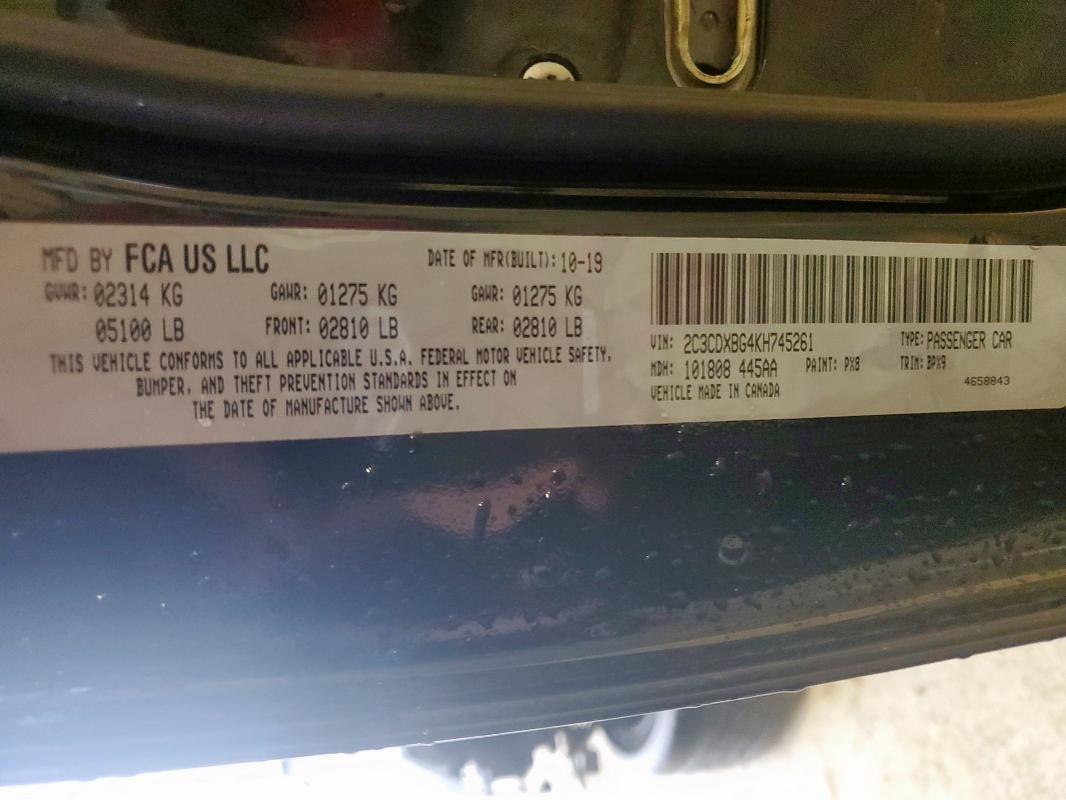 MFD BY FCA US LLC DATE OF MFR(BUILT): 10-19
GVWR: 02314 KG GAWR: 01275 KG GAWR: 01275 KG
05100 LB FRONT: 02810 LB REAR: 02810 LB
THIS VEHICLE CONFORMS TO ALL APPLICABLE U.S.A. FEDERAL MOTOR VEHICLE SAFETY,
BUMPER, AND THEFT PREVENTION STANDARDS IN EFFECT ON
THE DATE OF MANUFACTURE SHOWN ABOVE.
VIN: 2C3CDXBG4KH745261 TYPE: PASSENGER CAR
MDH: 101808 445AA PAINT: PX8 TRIM: BPX9
VEHICLE MADE IN CANADA 4658843